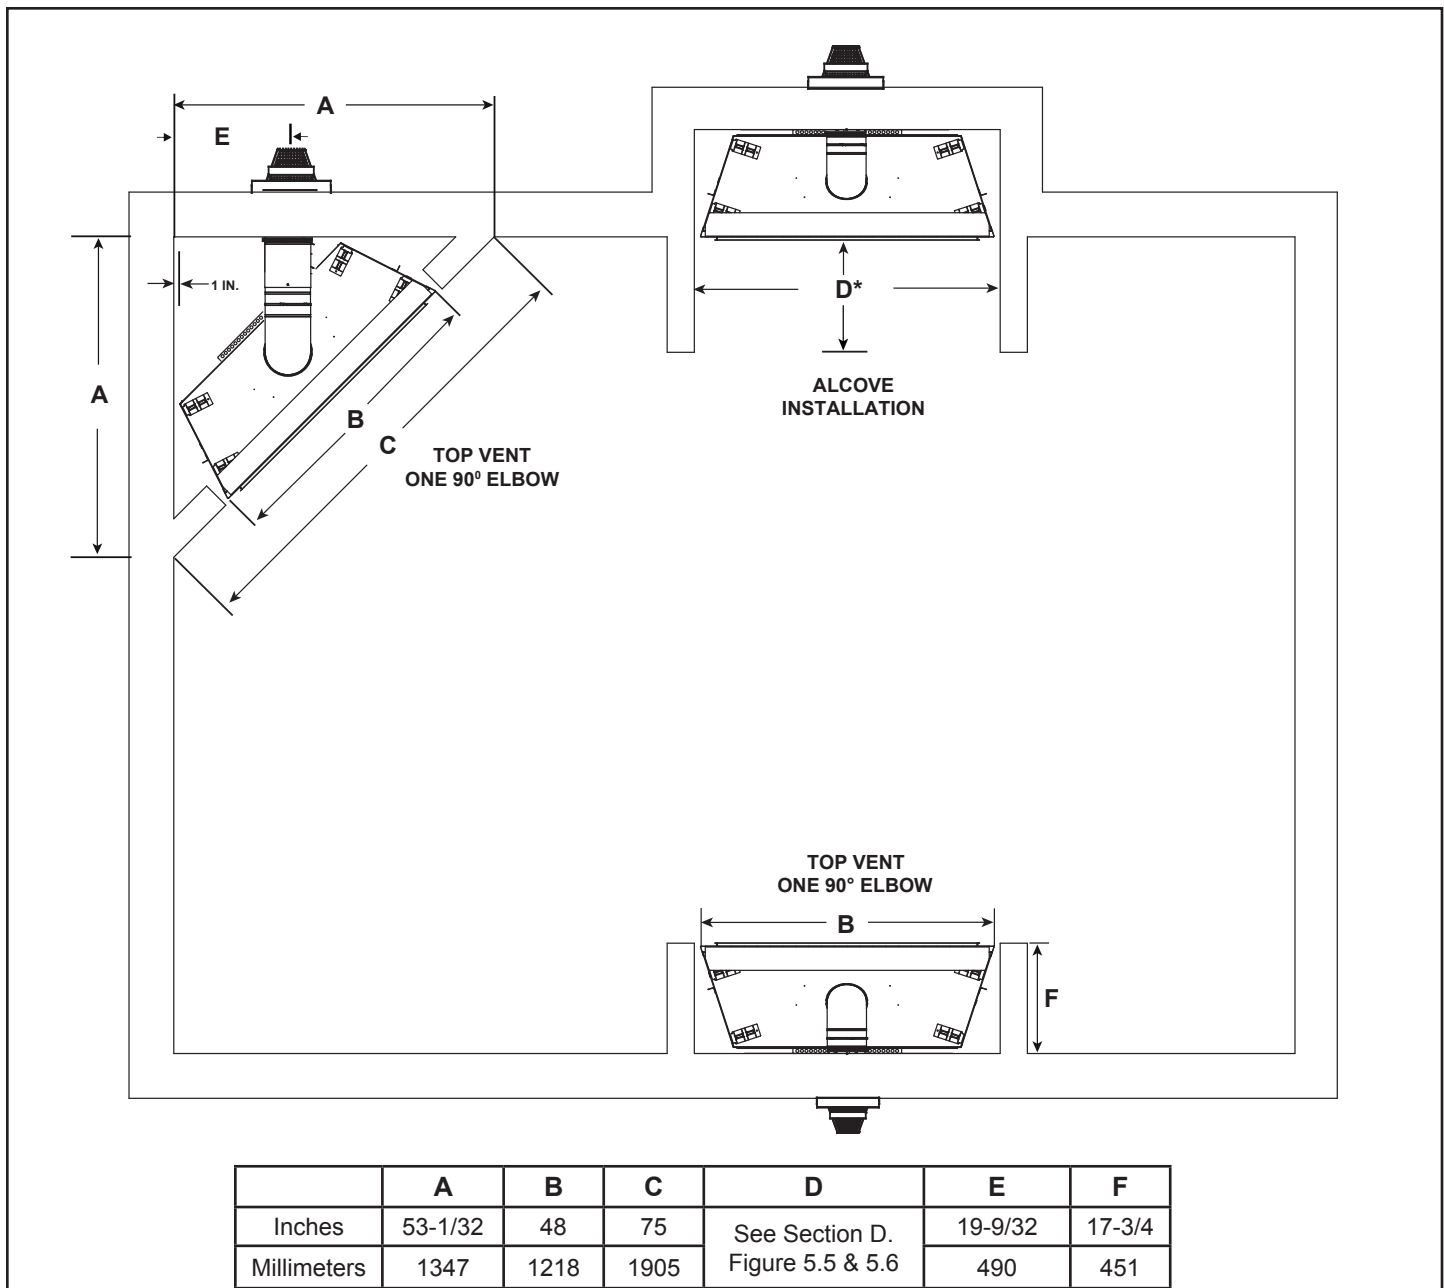 A
E
1 IN.
A
B
C
TOP VENT
ONE 90⁰ ELBOW
D*
ALCOVE
INSTALLATION
TOP VENT
ONE 90° ELBOW
B
F
A B C D E F
Inches 53-1/32 48 75 See Section D. Figure 5.5 & 5.6 19-9/32 17-3/4
Millimeters 1347 1218 1905 490 451